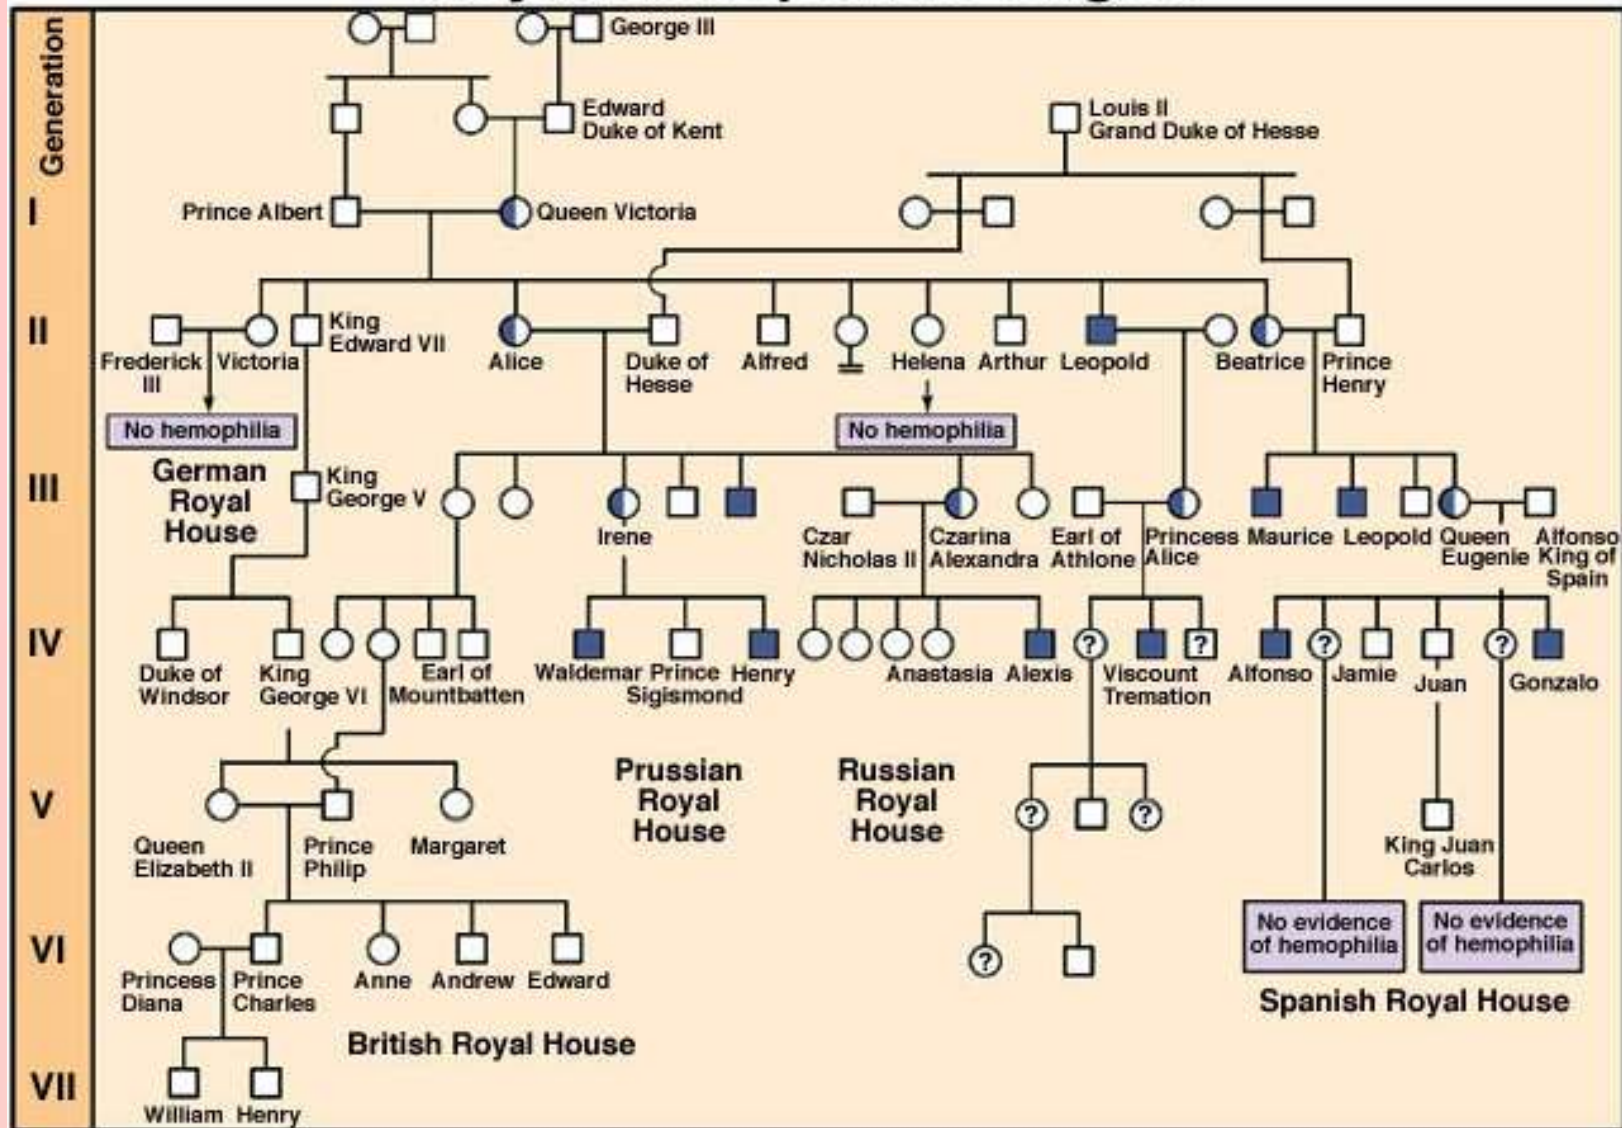 Generation
George III
Edward
Duke of Kent
Louis II
Grand Duke of Hesse
I
Prince Albert
Queen Victoria
II
Frederick
III
Victoria
King
Edward VII
Alice
Duke of
Hesse
Alfred
Helena
Arthur
Leopold
Beatrice
Prince
Henry
No hemophilia
No hemophilia
III
German
Royal
House
King
George V
Irene
Czar
Nicholas II
Czarina
Alexandra
Earl of
Athlone
Princess
Alice
Maurice
Leopold
Queen
Eugenie
Alfonso
King of
Spain
IV
?
?
?
?
Duke of
Windsor
King
George VI
Earl of
Mountbatten
Waldemar
Prince
Sigismond
Henry
Anastasia
Alexis
Viscount
Tremation
Alfonso
Jamie
Juan
Gonzalo
V
Queen
Elizabeth II
Prince
Philip
Margaret
Prussian
Royal
House
Russian
Royal
House
?
?
King Juan
Carlos
VI
Princess
Diana
Prince
Charles
Anne
Andrew
Edward
?
No evidence
of hemophilia
No evidence
of hemophilia
Spanish Royal House
British Royal House
VII
William
Henry